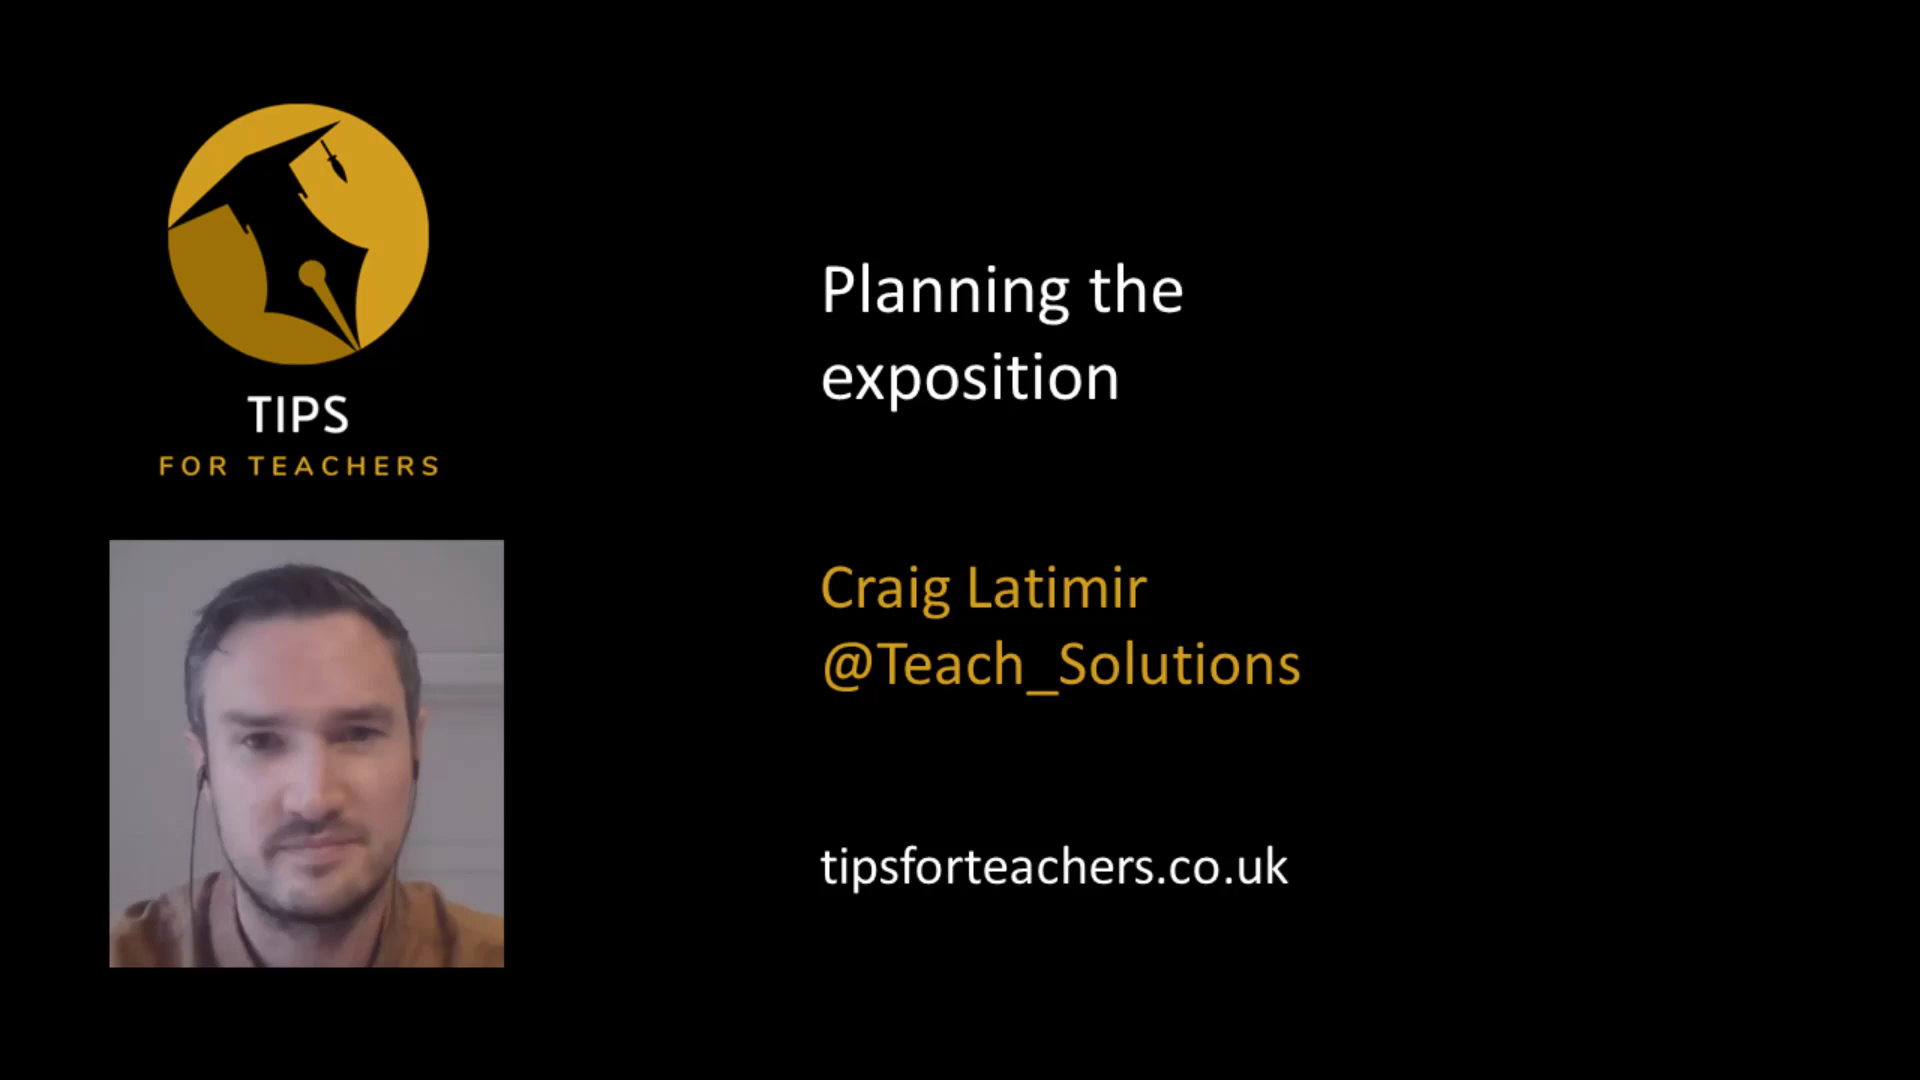 TIPS
FOR TEACHERS
Planning the
exposition
Craig Latimir
@Teach_Solutions
tipsforteachers.co.uk